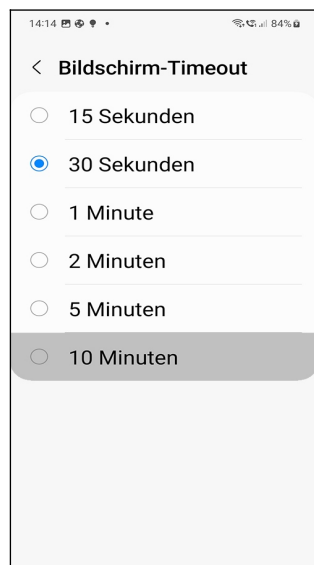 14:14 84%
Bildschirm-Timeout
15 Sekunden
30 Sekunden
1 Minute
2 Minuten
5 Minuten
10 Minuten